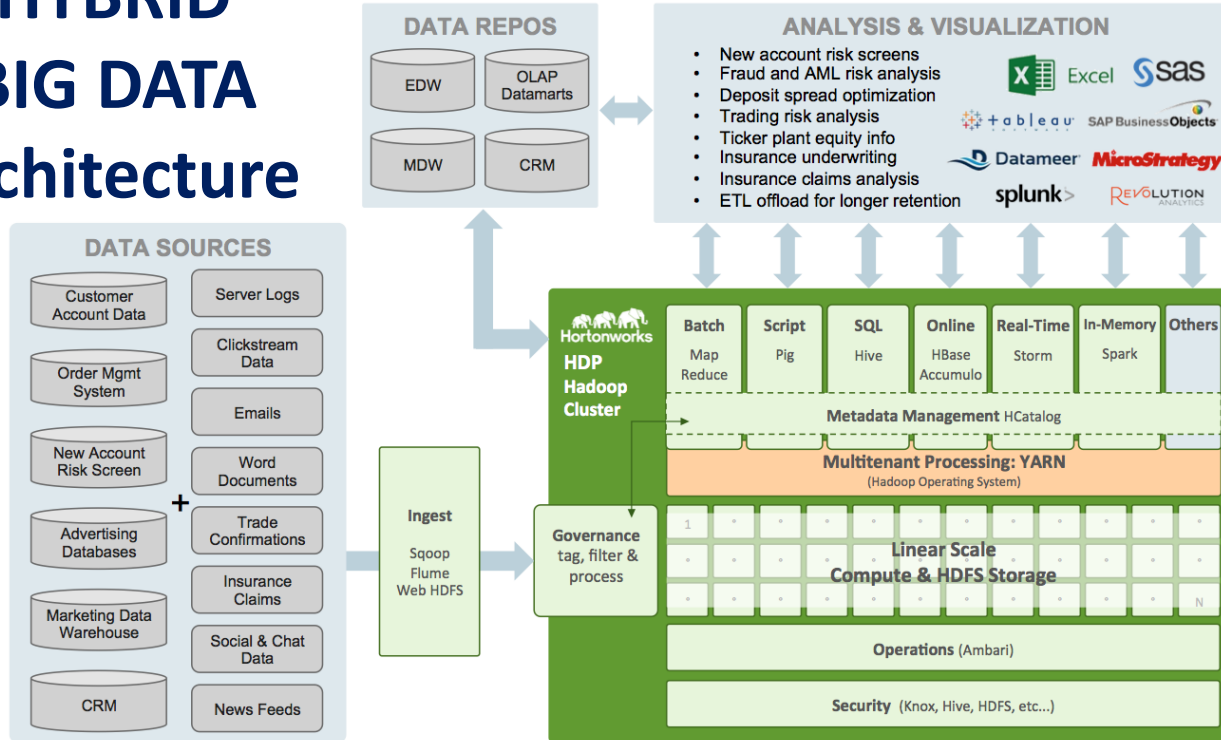 HYBRID
BIG DATA
Architecture
DATA REPOS
EDW
OLAP
Datamarts
MDW
CRM
ANALYSIS & VISUALIZATION
• New account risk screens
• Fraud and AML risk analysis
• Deposit spread optimization
• Trading risk analysis
• Ticker plant equity info
• Insurance underwriting
• Insurance claims analysis
• ETL offload for longer retention
X Excel
sas
+ableau
SAP BusinessObjects
Datameer
MicroStrategy
splunk>
REVOLUTION
ANALYTICS
DATA SOURCES
Customer
Account Data
Order Mgmt
System
New Account
Risk Screen
Advertising
Databases
Marketing Data
Warehouse
CRM
+
Server Logs
Clickstream
Data
Emails
Word
Documents
Trade
Confirmations
Insurance
Claims
Social & Chat
Data
News Feeds
Ingest
Sqoop
Flume
Web HDFS
Governance
tag, filter &
process
Hortonworks
HDP
Hadoop
Cluster
Batch
Map
Reduce
Script
Pig
SQL
Hive
Online
HBase
Accumulo
Real-Time
Storm
In-Memory
Spark
Others
Metadata Management HCatalog
Multitenant Processing: YARN
(Hadoop Operating System)
1
Linear Scale
Compute & HDFS Storage
N
Operations (Ambari)
Security (Knox, Hive, HDFS, etc...)